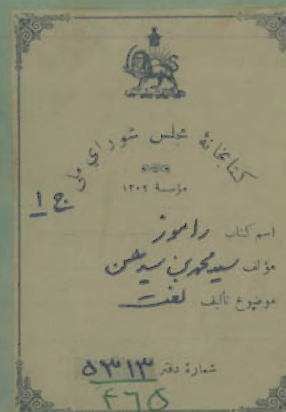 کتابخانهٔ مجلس شورای ملی
مؤسسهٔ ۱۳۰۲
ج ۱
اسم کتاب راموز
مؤلف سید محمد بن سید حسن
موضوع تألیف لغت
شمارهٔ دفتر ۵۳۱۳
۴۶۵